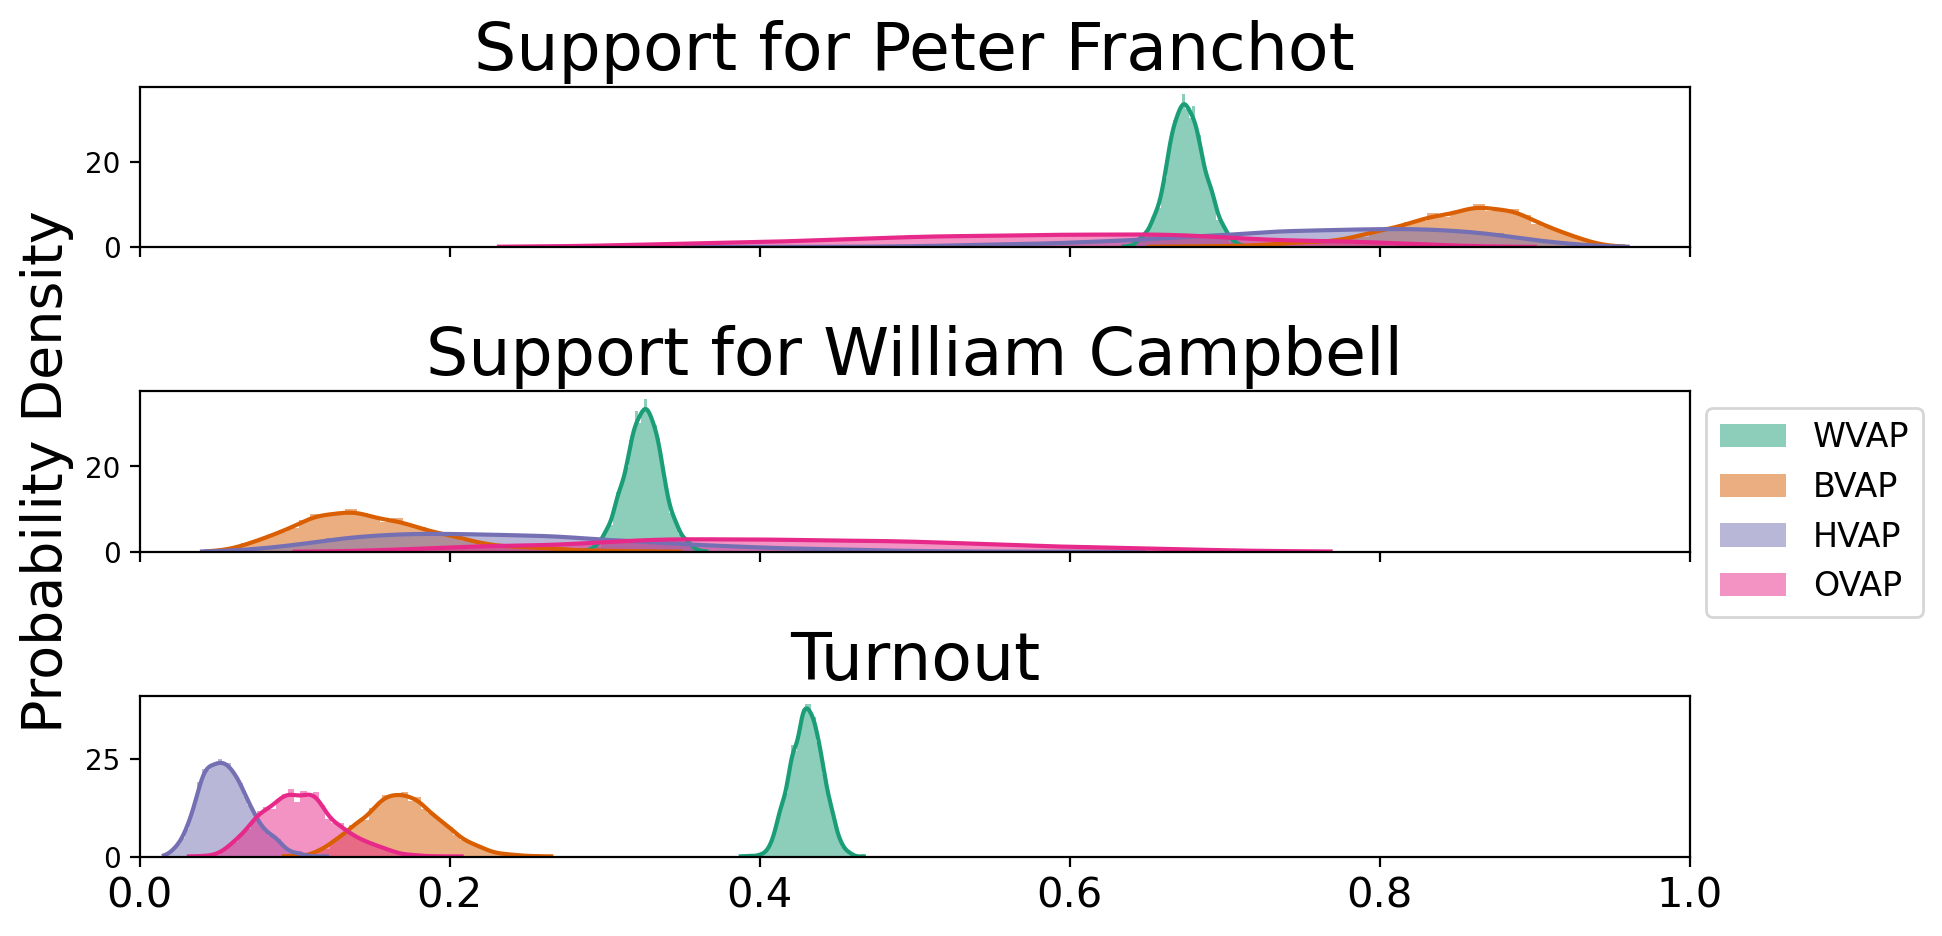 Support for Peter Franchot
20
0
Support for William Campbell
20
0
Probability Density
WVAP
BVAP
HVAP
OVAP
Turnout
25
0
0.0 0.2 0.4 0.6 0.8 1.0